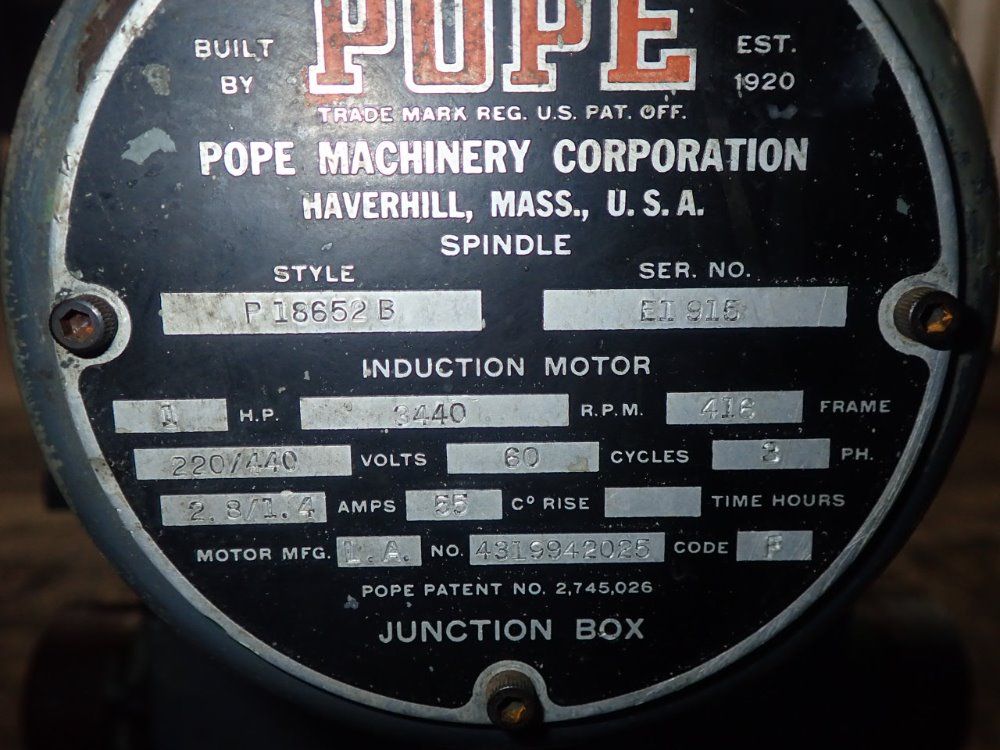 BUILT BY
POPE
EST. 1920
TRADE MARK REG. U.S. PAT. OFF.
POPE MACHINERY CORPORATION
HAVERHILL, MASS., U.S.A.
SPINDLE
STYLE SER. NO.
P 18652 B EI 915
INDUCTION MOTOR
1 H.P. 3440 R.P.M. 416 FRAME
220/440 VOLTS 60 CYCLES 3 PH.
2.8/1.4 AMPS 55 C° RISE TIME HOURS
MOTOR MFG. L.A. NO. 4319942025 CODE F
POPE PATENT NO. 2,745,026
JUNCTION BOX